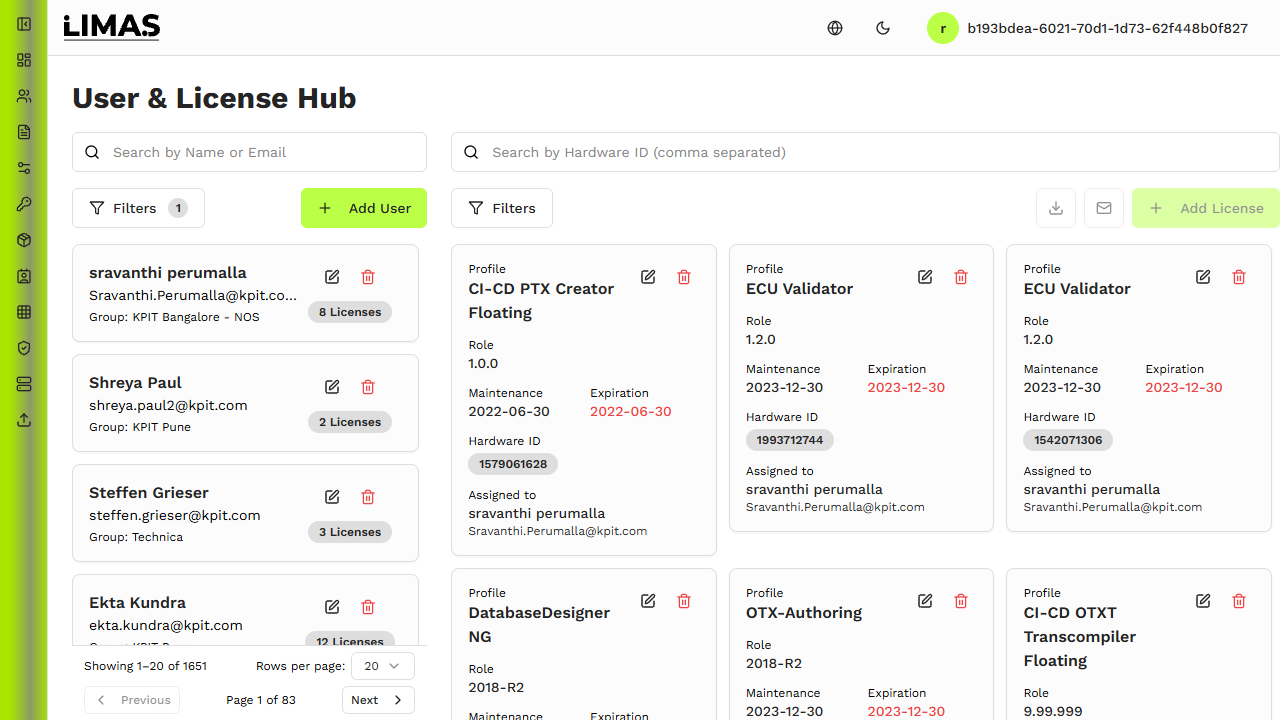 LIMAS
r
b193bdea-6021-70d1-1d73-62f448b0f827
User & License Hub
Search by Name or Email
Search by Hardware ID (comma separated)
Filters 1
Add User
Filters
Add License
sravanthi perumalla
Sravanthi.Perumalla@kpit.co...
Group: KPIT Bangalore - NOS
8 Licenses
Shreya Paul
shreya.paul2@kpit.com
Group: KPIT Pune
2 Licenses
Steffen Grieser
steffen.grieser@kpit.com
Group: Technica
3 Licenses
Ekta Kundra
ekta.kundra@kpit.com
12 Licenses
Showing 1–20 of 1651
Rows per page: 20
Previous
Page 1 of 83
Next
Profile
CI-CD PTX Creator
Floating
Role
1.0.0
Maintenance Expiration
2022-06-30 2022-06-30
Hardware ID
1579061628
Assigned to
sravanthi perumalla
Sravanthi.Perumalla@kpit.com
Profile
ECU Validator
Role
1.2.0
Maintenance Expiration
2023-12-30 2023-12-30
Hardware ID
1993712744
Assigned to
sravanthi perumalla
Sravanthi.Perumalla@kpit.com
Profile
ECU Validator
Role
1.2.0
Maintenance Expiration
2023-12-30 2023-12-30
Hardware ID
1542071306
Assigned to
sravanthi perumalla
Sravanthi.Perumalla@kpit.com
Profile
DatabaseDesigner
NG
Role
2018-R2
Maintenance Expiration
Profile
OTX-Authoring
Role
2018-R2
Maintenance Expiration
2023-12-30 2023-12-30
Profile
CI-CD OTXT
Transcompiler
Floating
Role
9.99.999